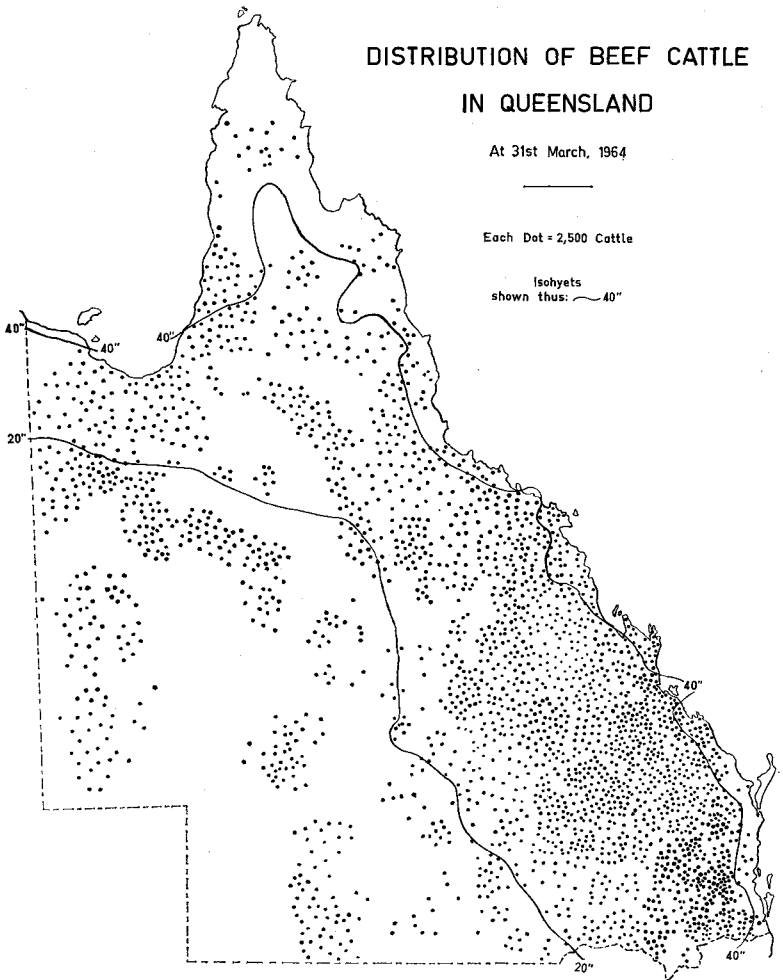 DISTRIBUTION OF BEEF CATTLE
IN QUEENSLAND
At 31st March, 1964
Each Dot = 2,500 Cattle
Isohyets
shown thus: 40"
40"
40"
40"
20"
40"
20"
40"